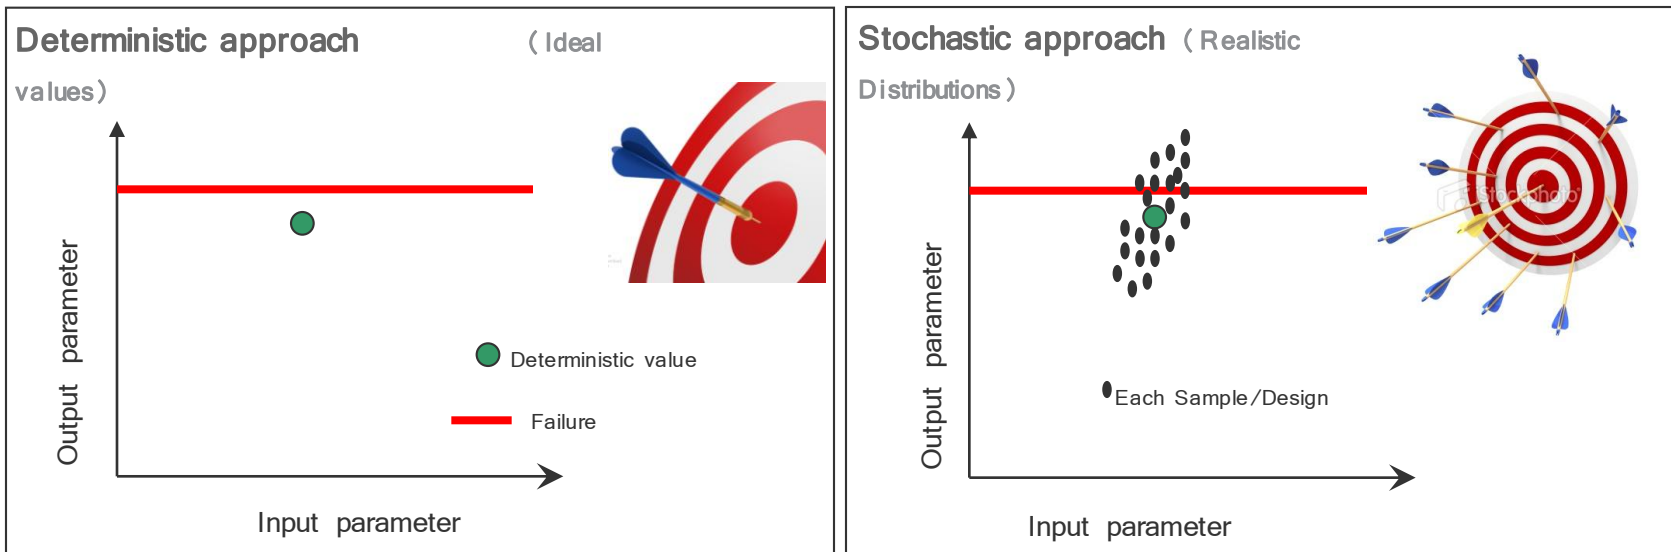 Deterministic approach (Ideal
values)
Output parameter
Deterministic value
Failure
Input parameter
Stochastic approach (Realistic
Distributions)
iStockphoto
Output parameter
Each Sample/Design
Input parameter